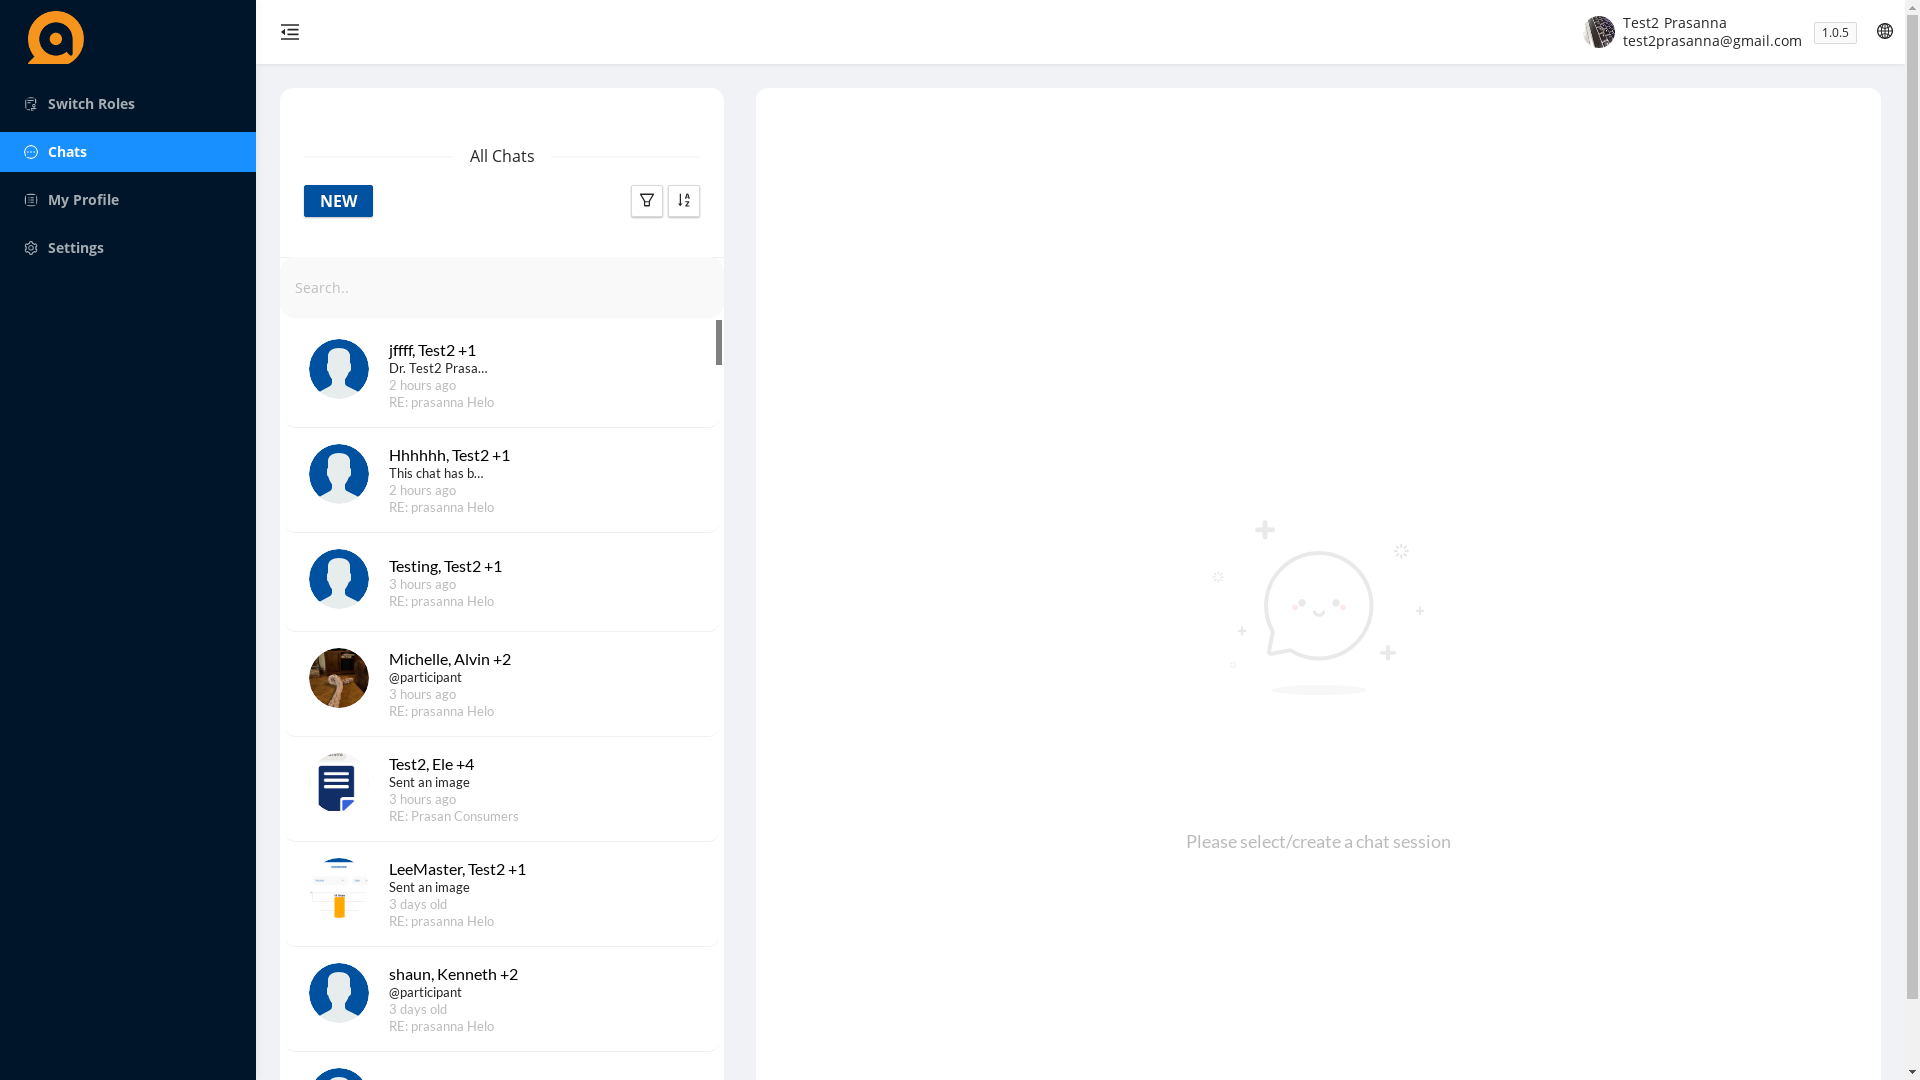 Test2 Prasanna
test2prasanna@gmail.com
1.0.5
Switch Roles
Chats
My Profile
Settings
All Chats
NEW
Search..
jffff, Test2 +1
Dr. Test2 Prasa...
2 hours ago
RE: prasanna Helo
Hhhhhh, Test2 +1
This chat has b...
2 hours ago
RE: prasanna Helo
Testing, Test2 +1
3 hours ago
RE: prasanna Helo
Michelle, Alvin +2
@participant
3 hours ago
RE: prasanna Helo
Test2, Ele +4
Sent an image
3 hours ago
RE: Prasan Consumers
LeeMaster, Test2 +1
Sent an image
3 days old
RE: prasanna Helo
shaun, Kenneth +2
@participant
3 days old
RE: prasanna Helo
Please select/create a chat session